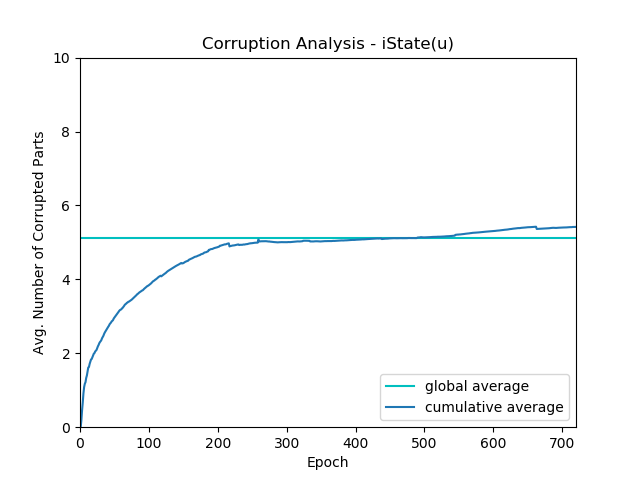 Corruption Analysis - iState(u)
Avg. Number of Corrupted Parts
10
8
6
4
2
0
0 100 200 300 400 500 600 700
Epoch
global average
cumulative average